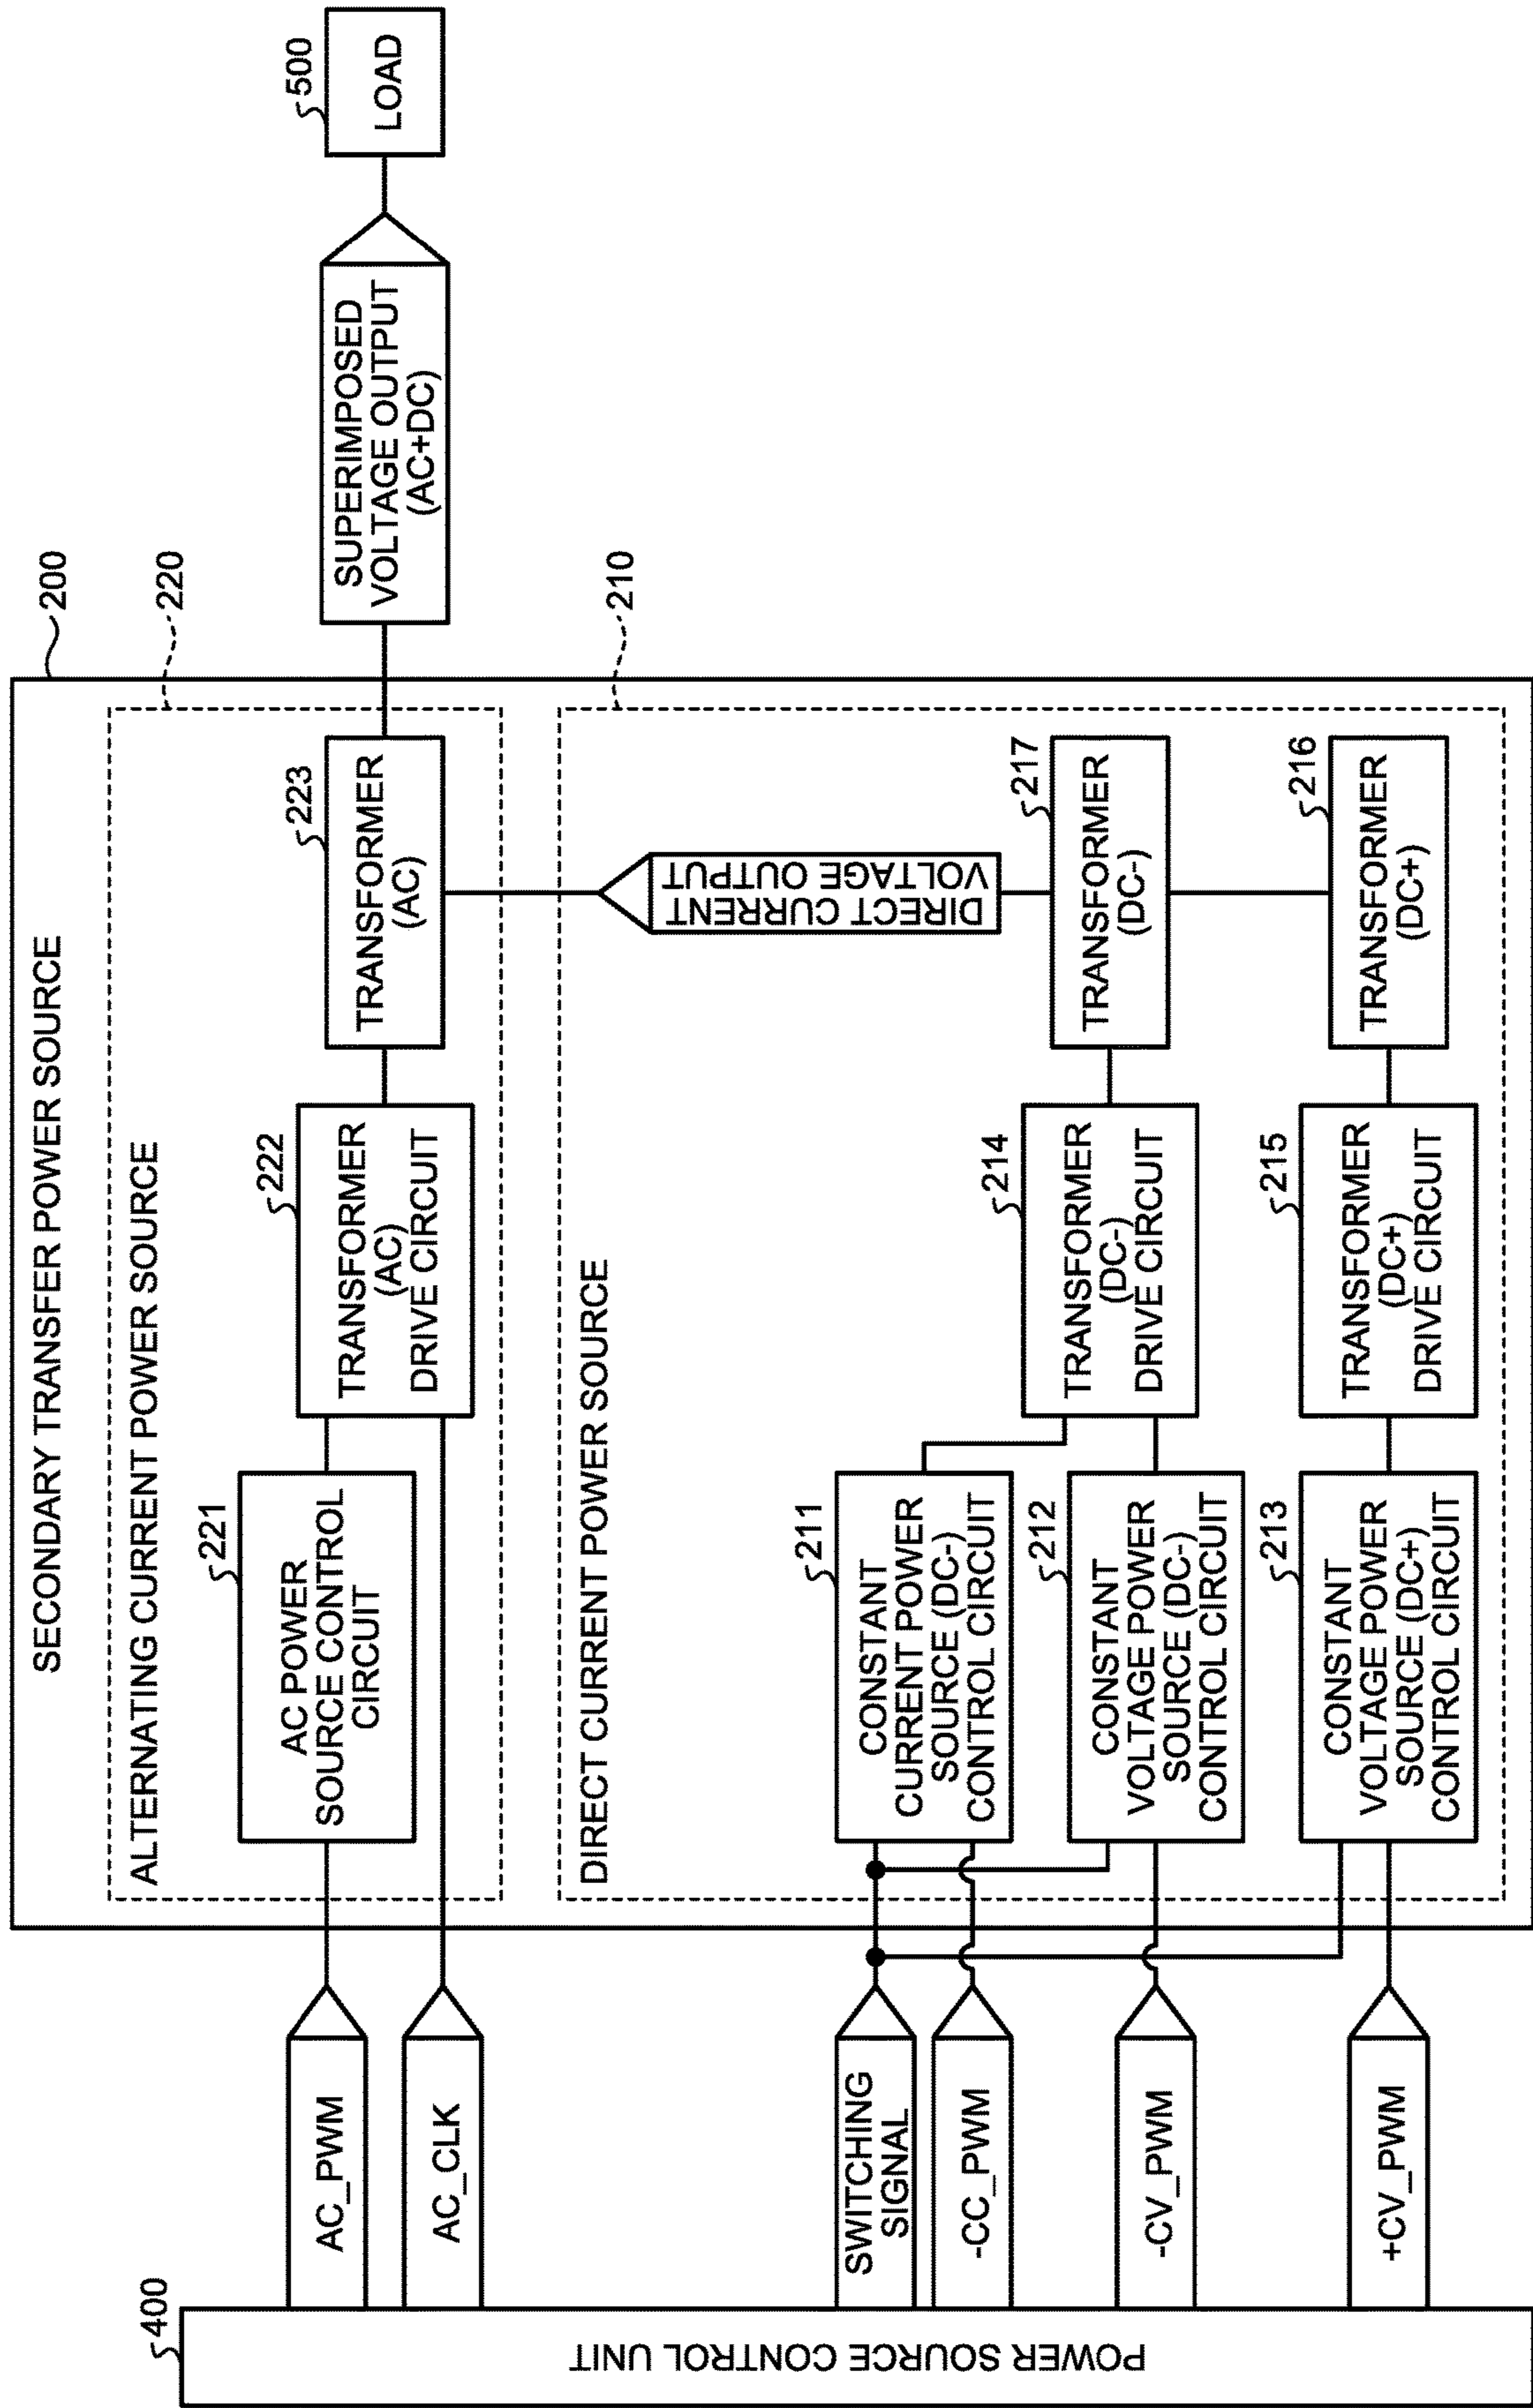 SECONDARY TRANSFER POWER SOURCE
200
ALTERNATING CURRENT POWER SOURCE
220
400
POWER SOURCE CONTROL UNIT
AC_PWM
AC_CLK
221
AC POWER
SOURCE CONTROL
CIRCUIT
222
TRANSFORMER
(AC)
DRIVE CIRCUIT
223
TRANSFORMER
(AC)
SUPERIMPOSED
VOLTAGE OUTPUT
(AC+DC)
500
LOAD
DIRECT CURRENT POWER SOURCE
210
DIRECT CURRENT
VOLTAGE OUTPUT
SWITCHING
SIGNAL
-CC_PWM
-CV_PWM
+CV_PWM
211
CONSTANT
CURRENT POWER
SOURCE (DC-)
CONTROL CIRCUIT
212
CONSTANT
VOLTAGE POWER
SOURCE (DC-)
CONTROL CIRCUIT
213
CONSTANT
VOLTAGE POWER
SOURCE (DC+)
CONTROL CIRCUIT
214
TRANSFORMER
(DC-)
DRIVE CIRCUIT
215
TRANSFORMER
(DC+)
DRIVE CIRCUIT
217
TRANSFORMER
(DC-)
216
TRANSFORMER
(DC+)